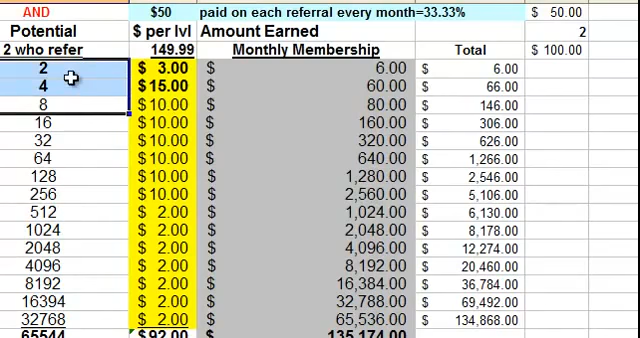 AND $50 paid on each referral every month=33.33% $ 50.00
Potential $ per lvl Amount Earned 2
2 who refer 149.99 Monthly Membership Total $ 100.00
2 $ 3.00 $ 6.00 $ 6.00
4 $15.00 $ 60.00 $ 66.00
8 $10.00 $ 80.00 $ 146.00
16 $10.00 $ 160.00 $ 306.00
32 $10.00 $ 320.00 $ 626.00
64 $10.00 $ 640.00 $ 1,266.00
128 $10.00 $ 1,280.00 $ 2,546.00
256 $10.00 $ 2,560.00 $ 5,106.00
512 $ 2.00 $ 1,024.00 $ 6,130.00
1024 $ 2.00 $ 2,048.00 $ 8,178.00
2048 $ 2.00 $ 4,096.00 $ 12,274.00
4096 $ 2.00 $ 8,192.00 $ 20,460.00
8192 $ 2.00 $ 16,384.00 $ 36,784.00
16394 $ 2.00 $ 32,788.00 $ 69,492.00
32768 $ 2.00 $ 65,536.00 $ 134,868.00
65544 $92.00 $ 135,174.00